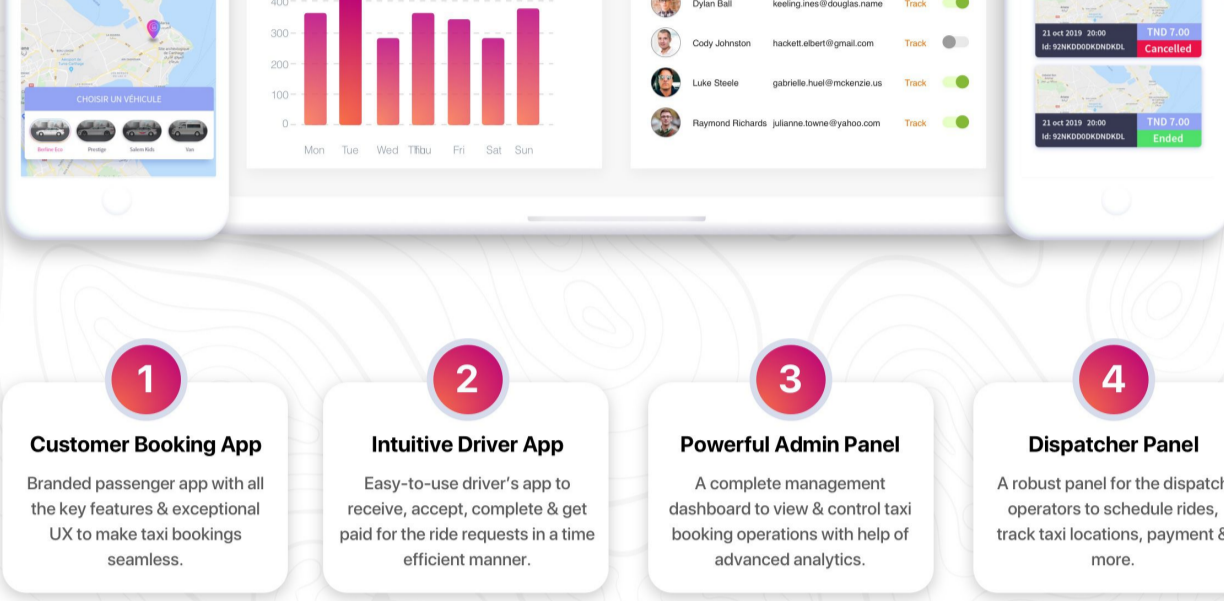 400
300
200
100
0
Mon Tue Wed Thu Fri Sat Sun
CHOISIR UN VÉHICULE
Berline Eco Prestige Salem Kids Van
Dylan Ball keeling.ines@douglas.name Track
Cody Johnston hackett.elbert@gmail.com Track
Luke Steele gabrielle.huel@mckenzie.us Track
Raymond Richards julianne.towne@yahoo.com Track
21 oct 2019 20:00 TND 7.00
Id: 92NKDD0DKDNDKDL Cancelled
21 oct 2019 20:00 TND 7.00
Id: 92NKDD0DKDNDKDL Ended
1
Customer Booking App
Branded passenger app with all
the key features & exceptional
UX to make taxi bookings
seamless.
2
Intuitive Driver App
Easy-to-use driver’s app to
receive, accept, complete & get
paid for the ride requests in a time
efficient manner.
3
Powerful Admin Panel
A complete management
dashboard to view & control taxi
booking operations with help of
advanced analytics.
4
Dispatcher Panel
A robust panel for the dispatch
operators to schedule rides,
track taxi locations, payment &
more.